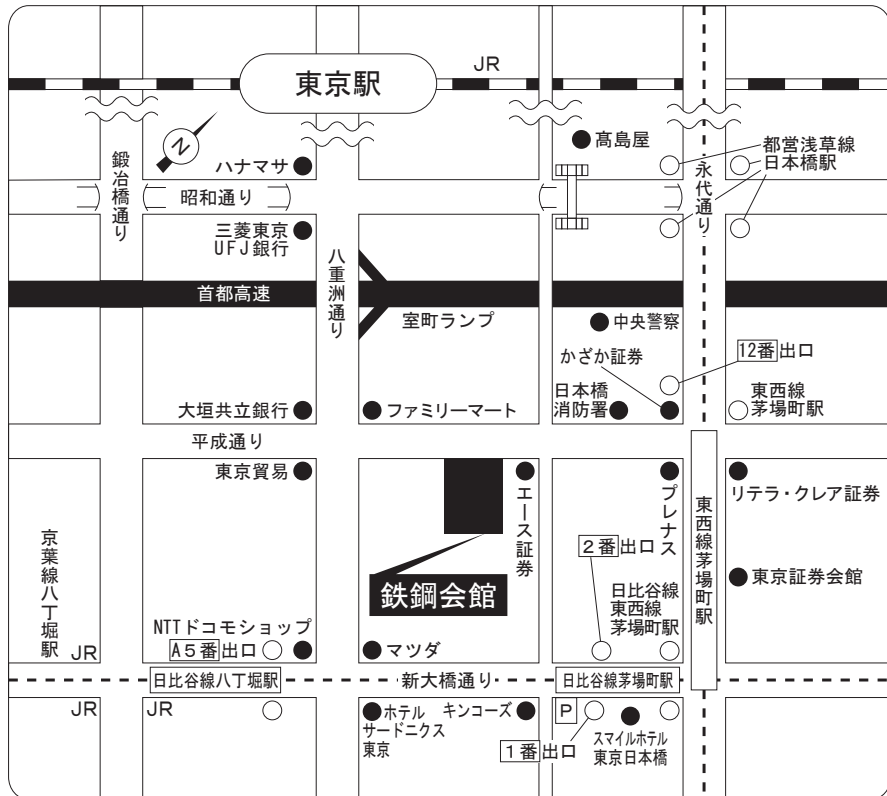 JR
東京駅
N
髙島屋
都営浅草線
日本橋駅
ハナマサ
鍛冶橋通り
昭和通り
永代通り
三菱東京
UFJ銀行
八重洲通り
首都高速
室町ランプ
中央警察
かざか証券
12番出口
大垣共立銀行
ファミリーマート
日本橋
消防署
東西線
茅場町駅
平成通り
東京貿易
エース証券
プレナス
リテラ・クレア証券
京葉線八丁堀駅
2番出口
東西線茅場町駅
鉄鋼会館
日比谷線
東西線
茅場町駅
東京証券会館
NTTドコモショップ
A5番出口
マツダ
JR
日比谷線八丁堀駅
新大橋通り
日比谷線茅場町駅
JR
JR
ホテル
サードニクス
東京
キンコーズ
P
1番出口
スマイルホテル
東京日本橋